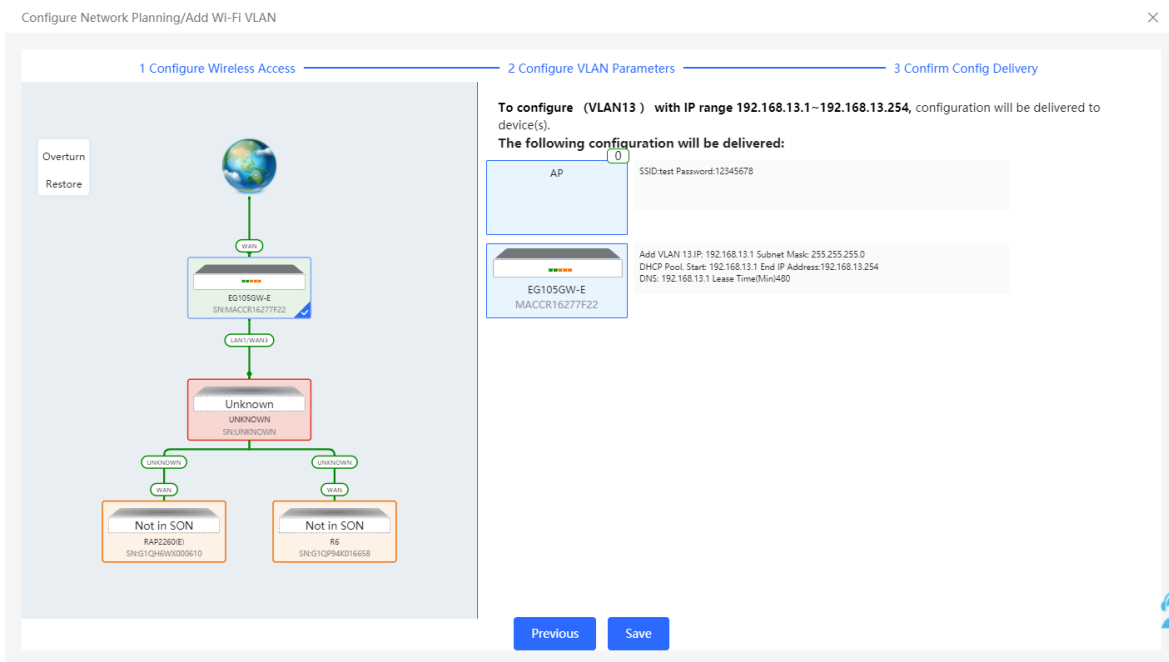 Configure Network Planning/Add Wi-Fi VLAN
1 Configure Wireless Access
2 Configure VLAN Parameters
3 Confirm Config Delivery
Overturn
Restore
WAN
EG105GW-E
SN:MACCR16277F22
LAN1/WAN3
Unknown
UNKNOWN
SN:UNKNOWN
UNKNOWN
UNKNOWN
WAN
WAN
Not in SON
RAP2260(E)
SN:G1QH6WX000610
Not in SON
R6
SN:G1QP94K016658
To configure （VLAN13 ） with IP range 192.168.13.1~192.168.13.254, configuration will be delivered to
device(s).
The following configuration will be delivered:
0
AP
SSID:test Password:12345678
EG105GW-E
MACCR16277F22
Add VLAN 13.IP: 192.168.13.1 Subnet Mask: 255.255.255.0
DHCP Pool. Start: 192.168.13.1 End IP Address:192.168.13.254
DNS: 192.168.13.1 Lease Time(Min)480
Previous
Save